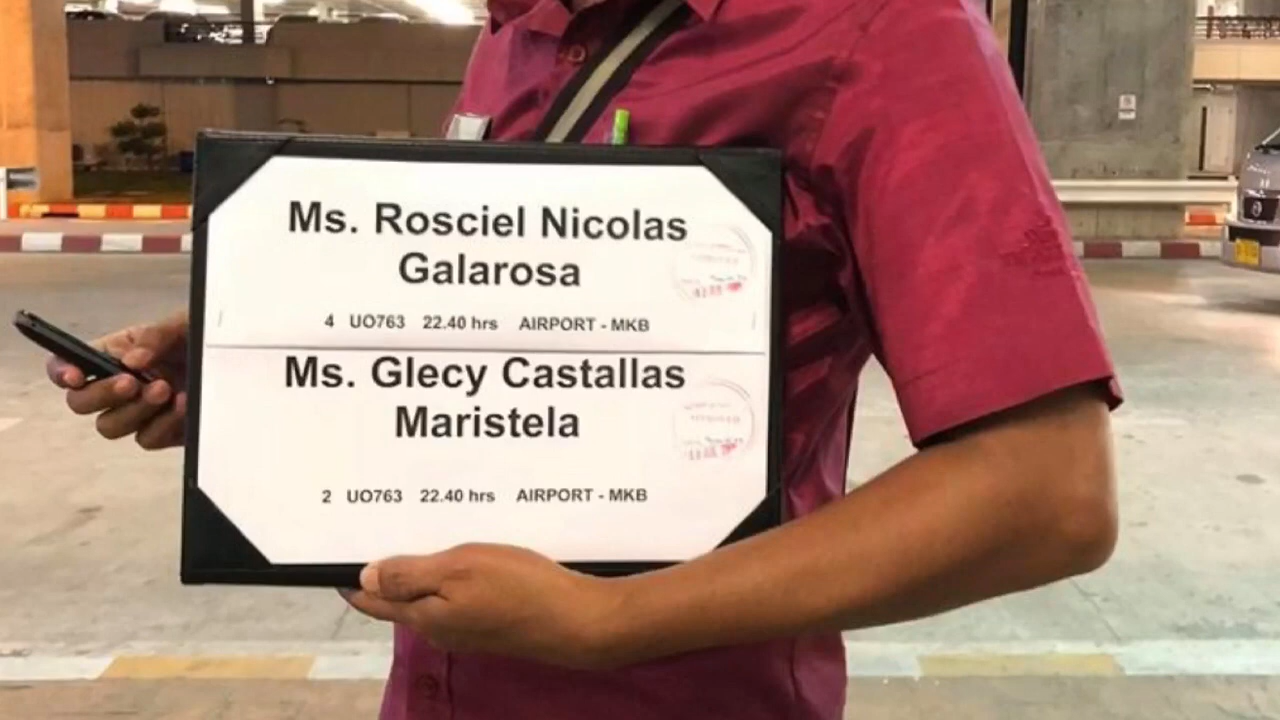 Ms. Rosciel Nicolas
Galarosa
4 UO763 22.40 hrs AIRPORT - MKB
Ms. Glecy Castallas
Maristela
2 UO763 22.40 hrs AIRPORT - MKB